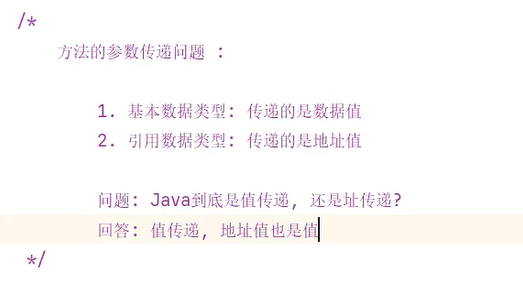 /*
方法的参数传递问题 :
1. 基本数据类型: 传递的是数据值
2. 引用数据类型: 传递的是地址值
问题: Java到底是值传递, 还是址传递?
回答: 值传递, 地址值也是值
*/